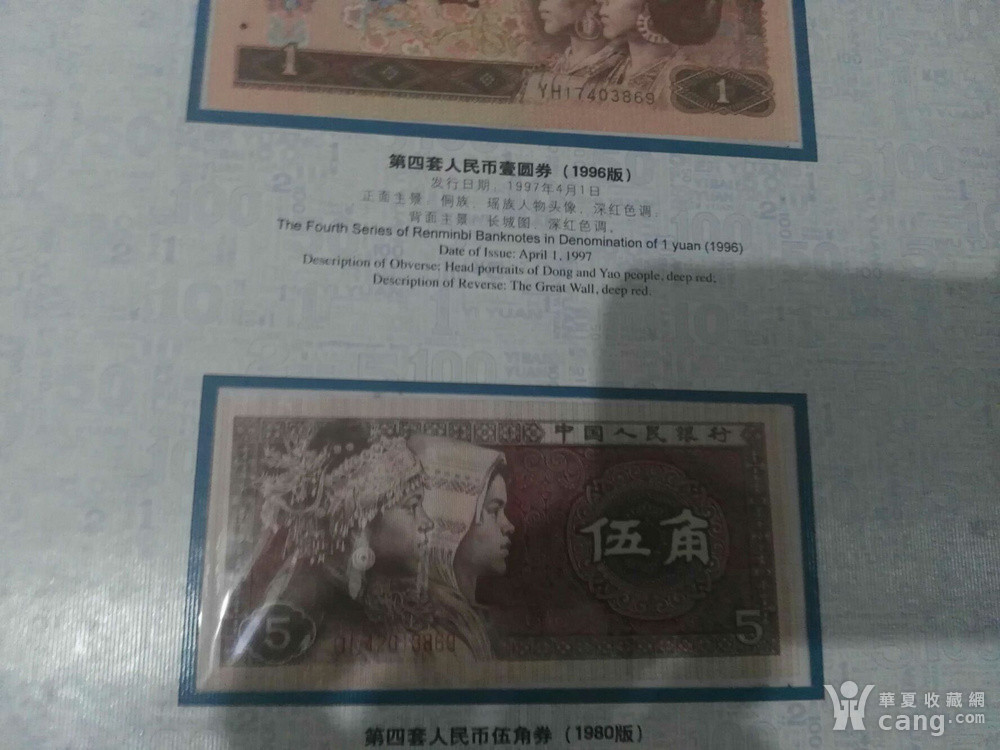 1
YH17403869
1
第四套人民币壹圆券（1996版）
发行日期：1997年4月1日
正面主景：侗族、瑶族人物头像，深红色调，
背面主景：长城图，深红色调。
The Fourth Series of Renminbi Banknotes in Denomination of 1 yuan (1996)
Date of Issue: April 1, 1997
Description of Obverse: Head portraits of Dong and Yao people, deep red,
Description of Reverse: The Great Wall, deep red.
中国人民银行
伍角
5
5
第四套人民币伍角券（1980版）
華夏收藏網
cang.com